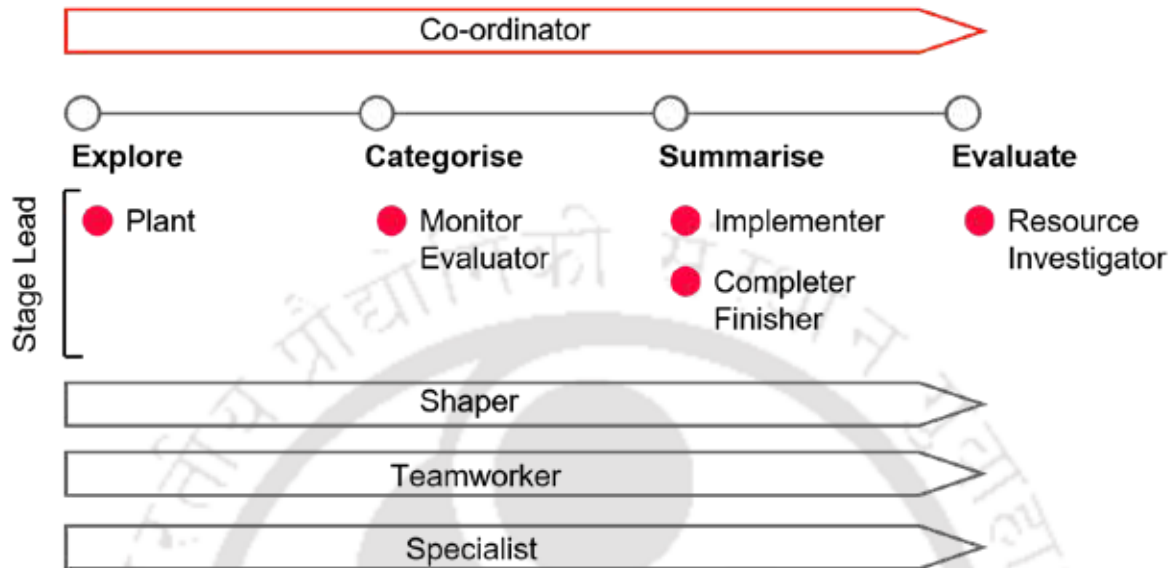 Co-ordinator
Explore Categorise Summarise Evaluate
Stage Lead
Plant
Monitor
Evaluator
Implementer
Completer
Finisher
Resource
Investigator
Shaper
Teamworker
Specialist